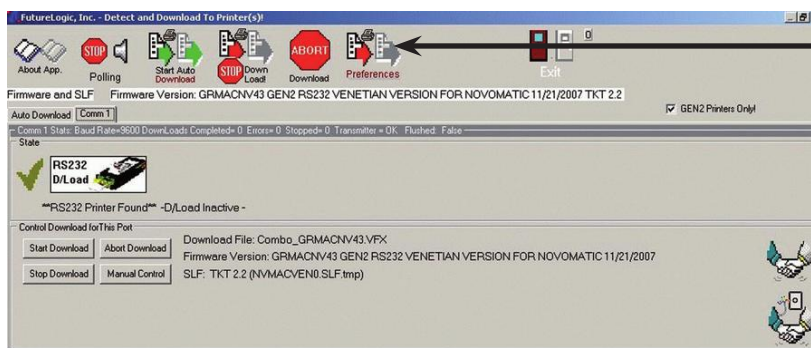 FutureLogic, Inc. - Detect and Download To Printer(s)!
About App.
STOP
Polling
Start Auto Download
STOP Down Load!
ABORT
Download
Preferences
0
Exit
Firmware and SLF Firmware Version: GRMACNV43 GEN2 RS232 VENETIAN VERSION FOR NOVOMATIC 11/21/2007 TKT 2.2
GEN2 Printers Only!
Auto Download Comm 1
Comm 1 Stats: Baud Rate=9600 DownLoads Completed= 0 Errors= 0 Stopped= 0 Transmitter = OK Flushed: False
State
RS232
D/Load
**RS232 Printer Found** -D/Load Inactive -
Control Download forThis Port
Start Download Abort Download Download File: Combo_GRMACNV43.VFX
Firmware Version: GRMACNV43 GEN2 RS232 VENETIAN VERSION FOR NOVOMATIC 11/21/2007
Stop Download Manual Control SLF: TKT 2.2 (NVMACVEN0.SLF.tmp)